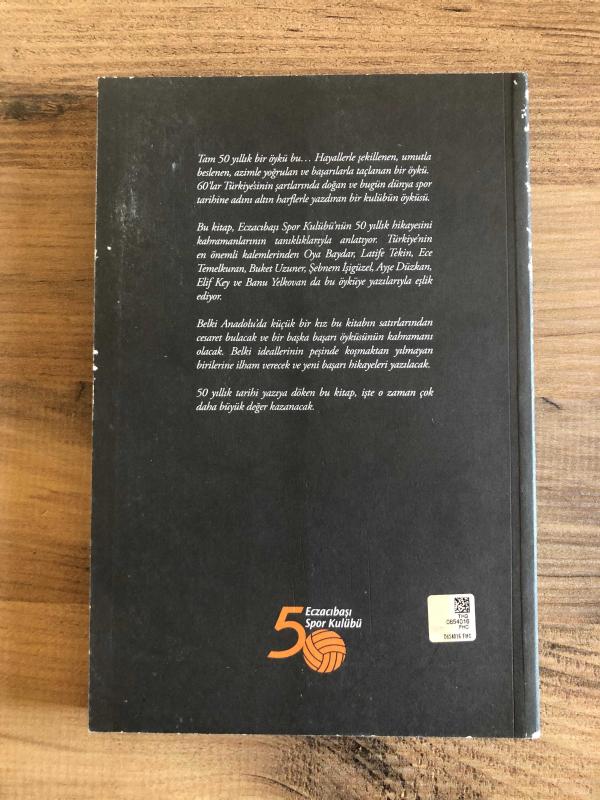 Tam 50 yıllık bir öykü bu… Hayallerle şekillenen, umutla
beslenen, azimle yoğrulan ve başarılarla taçlanan bir öykü.
60'lar Türkiye'sinin şartlarında doğan ve bugün dünya spor
tarihine adını altın harflerle yazdıran bir kulübün öyküsü.
Bu kitap, Eczacıbaşı Spor Kulübü'nün 50 yıllık hikayesini
kahramanlarının tanıklıklarıyla anlatıyor. Türkiye'nin
en önemli kalemlerinden Oya Baydar, Latife Tekin, Ece
Temelkuran, Buket Uzuner, Şebnem İşigüzel, Ayşe Düzkan,
Elif Key ve Banu Yelkovan da bu öyküye yazılarıyla eşlik
ediyor.
Belki Anadolu'da küçük bir kız bu kitabın satırlarından
cesaret bulacak ve bir başka başarı öyküsünün kahramanı
olacak. Belki ideallerinin peşinde koşmaktan yılmayan
birilerine ilham verecek ve yeni başarı hikayeleri yazılacak.
50 yıllık tarihi yazıya döken bu kitap, işte o zaman çok
daha büyük değer kazanacak.
50
Eczacıbaşı
Spor Kulübü
THG
0654016
FHC
0654016 FHC